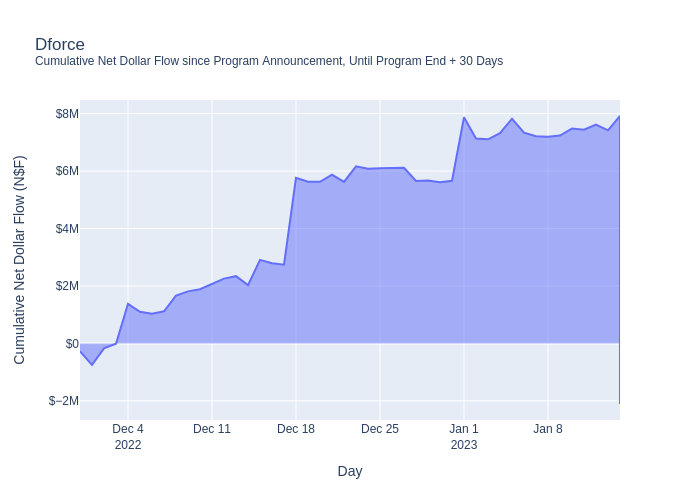 Dforce
Cumulative Net Dollar Flow since Program Announcement, Until Program End + 30 Days
Cumulative Net Dollar Flow (N$F)
$8M
$6M
$4M
$2M
$0
$−2M
Dec 4
2022
Dec 11
Dec 18
Dec 25
Jan 1
2023
Jan 8
Day